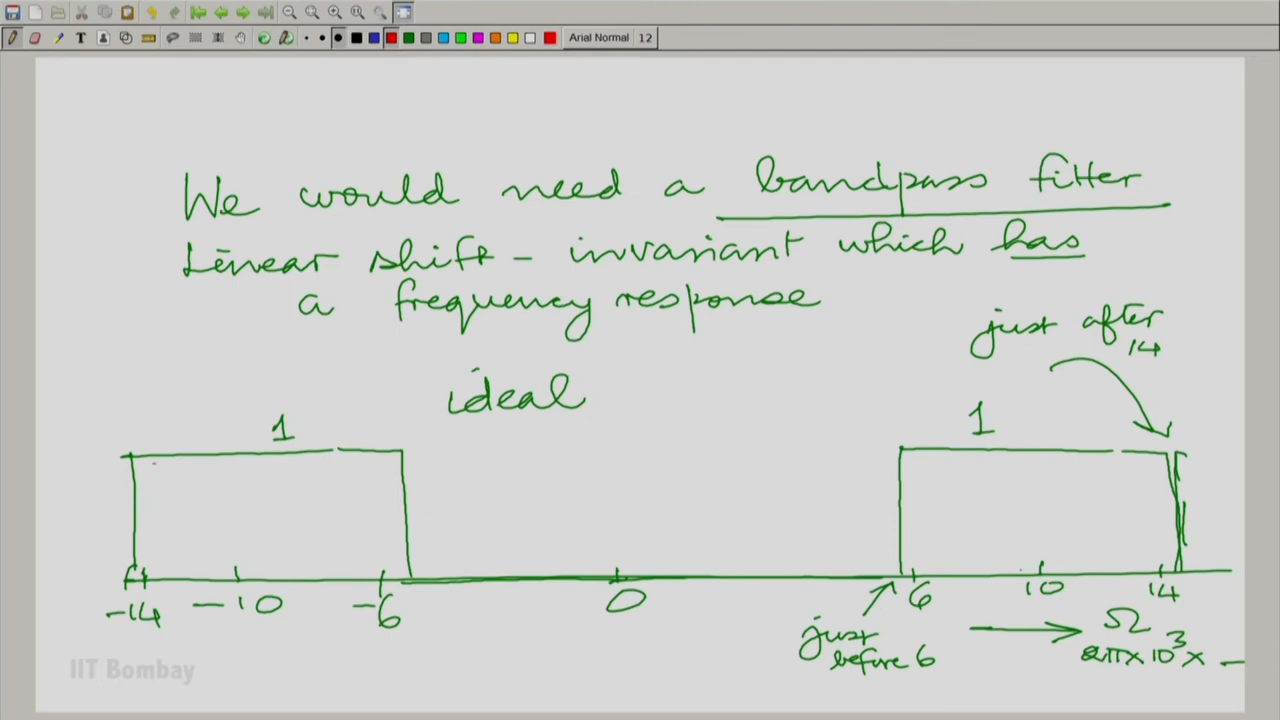 Arial Normal 12
We would need a bandpass filter
Linear shift - invariant which has
a frequency response
just after
14
ideal
1 1
-14 -10 -6 0 6 10 14
just
before 6
Ω
2π×10³×
IIT Bombay